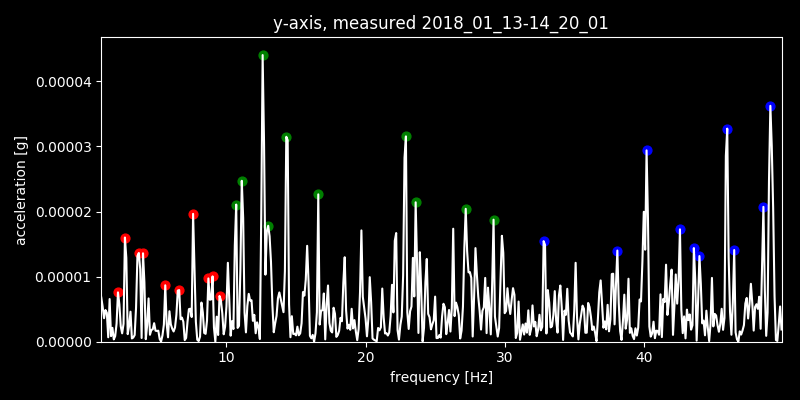 y-axis, measured 2018_01_13-14_20_01
0.00004
0.00003
0.00002
0.00001
0.00000
acceleration [g]
10 20 30 40
frequency [Hz]